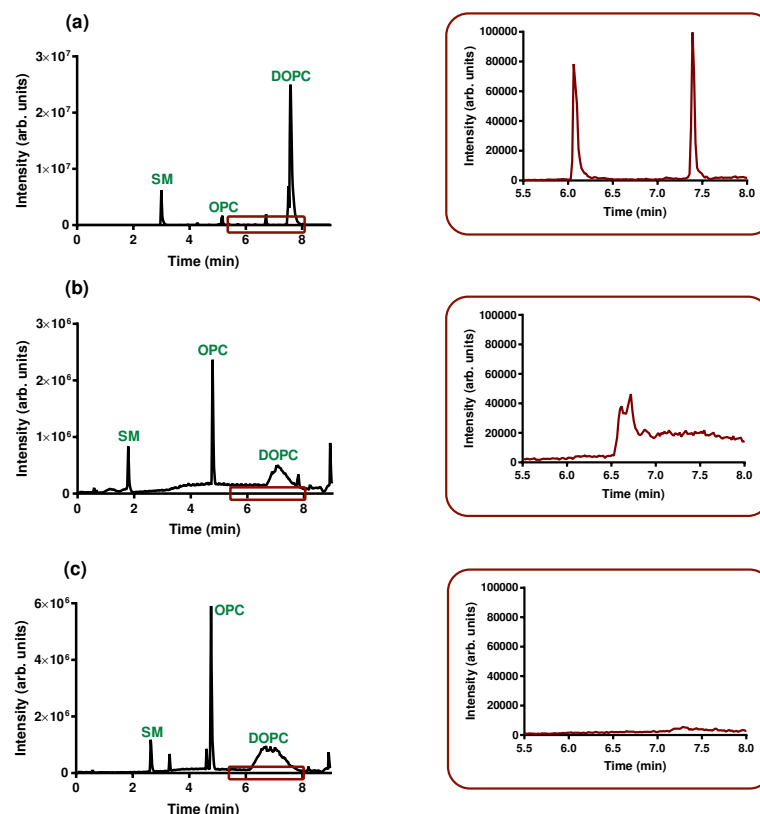 (a)
3×10⁷
2×10⁷
1×10⁷
0
Intensity (arb. units)
SM
OPC
DOPC
0 2 4 6 8
Time (min)
100000
80000
60000
40000
20000
0
Intensity (arb. units)
5.5 6.0 6.5 7.0 7.5 8.0
Time (min)
(b)
3×10⁶
2×10⁶
1×10⁶
0
Intensity (arb. units)
SM
OPC
DOPC
0 2 4 6 8
Time (min)
100000
80000
60000
40000
20000
0
Intensity (arb. units)
5.5 6.0 6.5 7.0 7.5 8.0
Time (min)
(c)
6×10⁶
4×10⁶
2×10⁶
0
Intensity (arb. units)
SM
OPC
DOPC
0 2 4 6 8
Time (min)
100000
80000
60000
40000
20000
0
Intensity (arb. units)
5.5 6.0 6.5 7.0 7.5 8.0
Time (min)